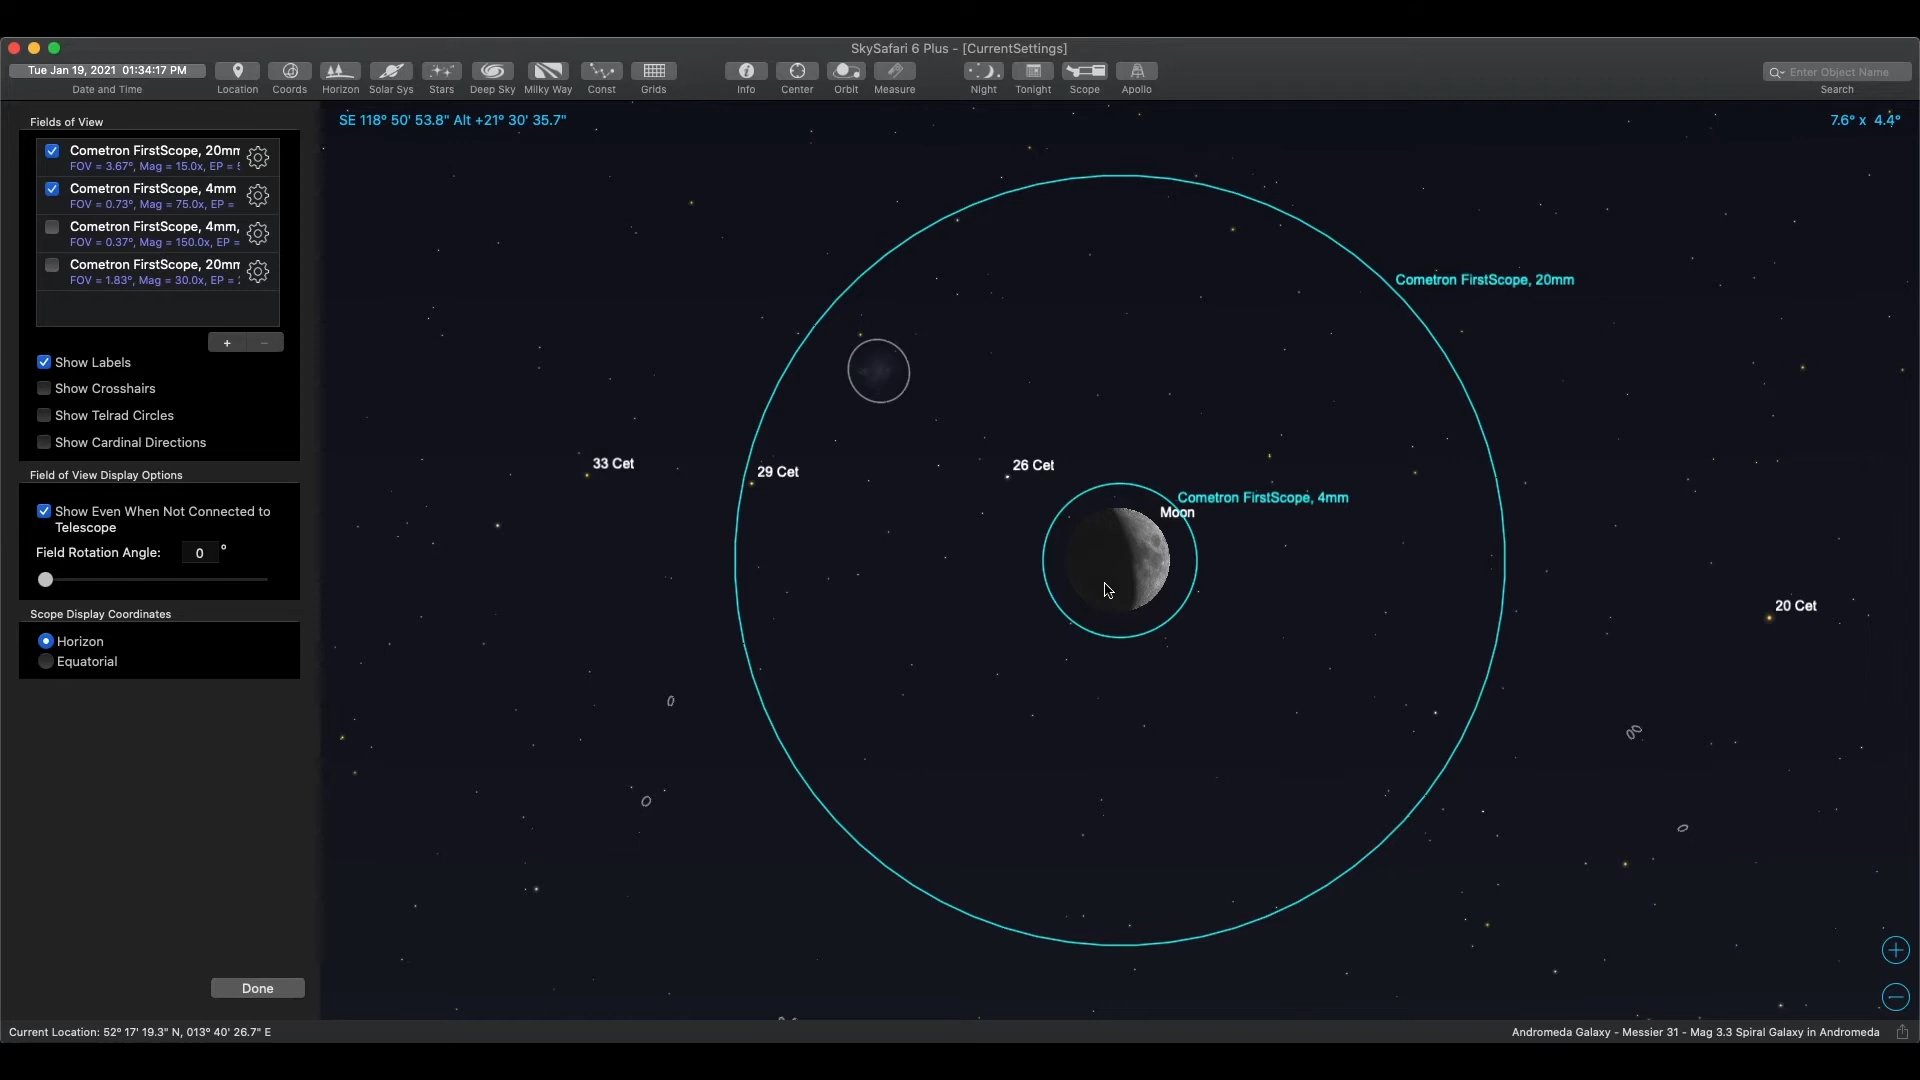 SkySafari 6 Plus - [CurrentSettings]
Tue Jan 19, 2021 01:34:17 PM
Enter Object Name
Date and Time Location Coords Horizon Solar Sys Stars Deep Sky Milky Way Const Grids Info Center Orbit Measure Night Tonight Scope Apollo Search
Fields of View
Cometron FirstScope, 20mm
FOV = 3.67°, Mag = 15.0x, EP =
Cometron FirstScope, 4mm
FOV = 0.73°, Mag = 75.0x, EP =
Cometron FirstScope, 4mm,
FOV = 0.37°, Mag = 150.0x, EP =
Cometron FirstScope, 20mm
FOV = 1.83°, Mag = 30.0x, EP =
+ −
Show Labels
Show Crosshairs
Show Telrad Circles
Show Cardinal Directions
Field of View Display Options
Show Even When Not Connected to
Telescope
Field Rotation Angle: 0 °
Scope Display Coordinates
Horizon
Equatorial
Done
SE 118° 50' 53.8" Alt +21° 30' 35.7"
7.6° x 4.4°
Cometron FirstScope, 20mm
33 Cet
29 Cet
26 Cet
Cometron FirstScope, 4mm
Moon
20 Cet
Current Location: 52° 17' 19.3" N, 013° 40' 26.7" E
Andromeda Galaxy - Messier 31 - Mag 3.3 Spiral Galaxy in Andromeda